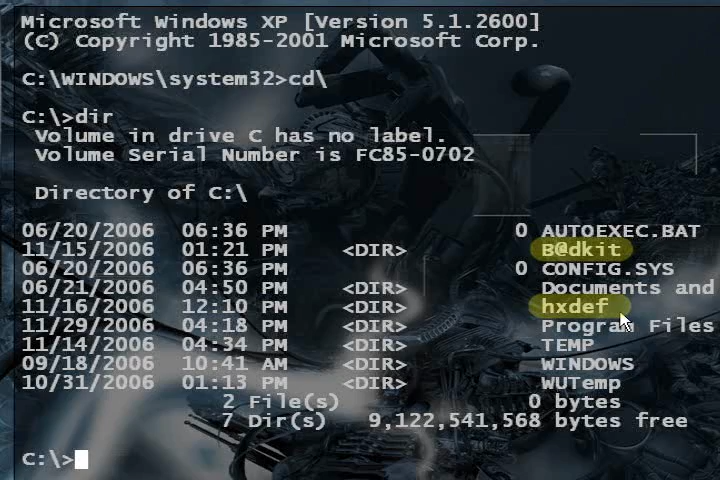 Microsoft Windows XP [Version 5.1.2600]
(C) Copyright 1985-2001 Microsoft Corp.
C:\WINDOWS\system32>cd\
C:\>dir
Volume in drive C has no label.
Volume Serial Number is FC85-0702
Directory of C:\
06/20/2006 06:36 PM 0 AUTOEXEC.BAT
11/15/2006 01:21 PM <DIR> B@dkit
06/20/2006 06:36 PM 0 CONFIG.SYS
06/21/2006 04:50 PM <DIR> Documents and
11/16/2006 12:10 PM <DIR> hxdef
11/29/2006 04:18 PM <DIR> Program Files
11/14/2006 04:34 PM <DIR> TEMP
09/18/2006 10:41 AM <DIR> WINDOWS
10/31/2006 01:13 PM <DIR> WUTemp
2 File(s) 0 bytes
7 Dir(s) 9,122,541,568 bytes free
C:\>